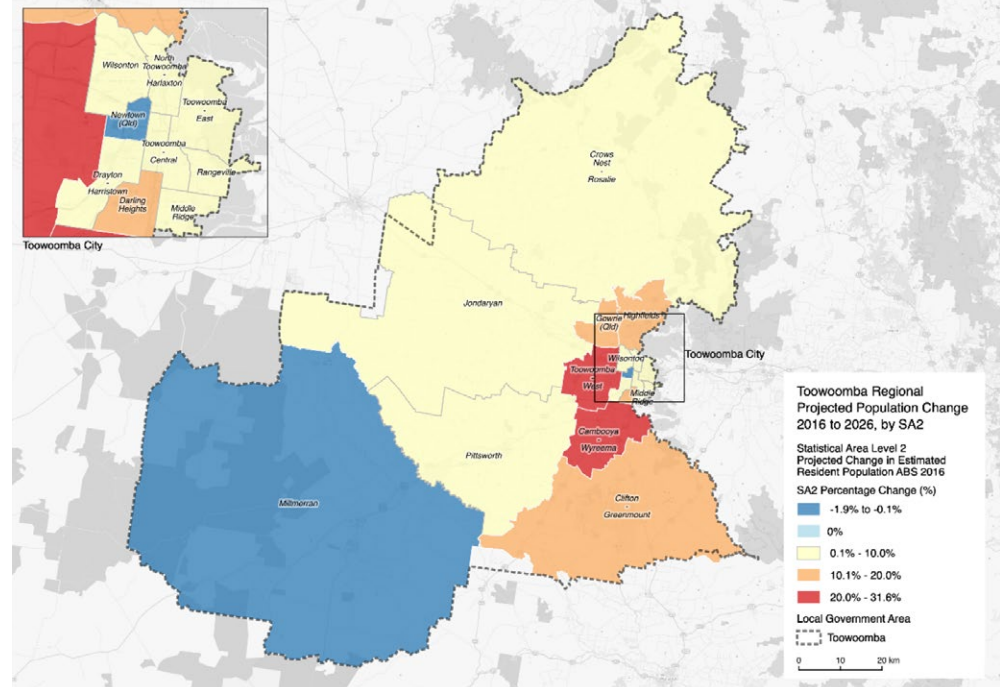 Wilsonton
North
Toowoomba
-
Harlaxton
Toowoomba
-
East
Newtown
(Qld)
Toowoomba
-
Central
Rangeville
Drayton
-
Harristown
Darling
Heights
Middle
Ridge
Toowoomba City
Crows
Nest
-
Rosalie
Jondaryan
Gowrie
(Qld)
Highfields
Wilsonton
Toowoomba City
Toowoomba
-
West
Middle
Ridge
Cambooya
-
Wyreema
Pittsworth
Millmerran
Clifton
-
Greenmount
Toowoomba Regional
Projected Population Change
2016 to 2026, by SA2
Statistical Area Level 2
Projected Change in Estimated
Resident Population ABS 2016
SA2 Percentage Change (%)
-1.9% to -0.1%
0%
0.1% - 10.0%
10.1% - 20.0%
20.0% - 31.6%
Local Government Area
Toowoomba
0 10 20 km